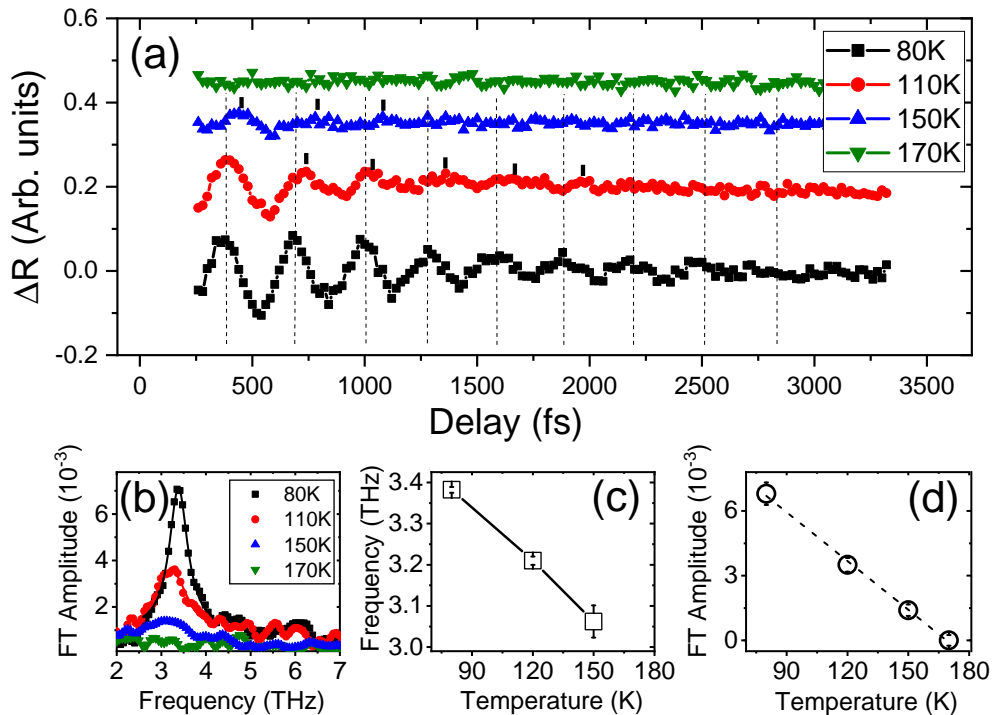 (a)
80K
110K
150K
170K
0.6
0.4
0.2
0.0
-0.2
ΔR (Arb. units)
0 500 1000 1500 2000 2500 3000 3500
Delay (fs)
(b)
80K
110K
150K
170K
6
4
2
FT Amplitude (10⁻³)
2 3 4 5 6 7
Frequency (THz)
(c)
3.4
3.3
3.2
3.1
3.0
Frequency (THz)
90 120 150 180
Temperature (K)
(d)
6
3
0
FT Amplitude (10⁻³)
90 120 150 180
Temperature (K)